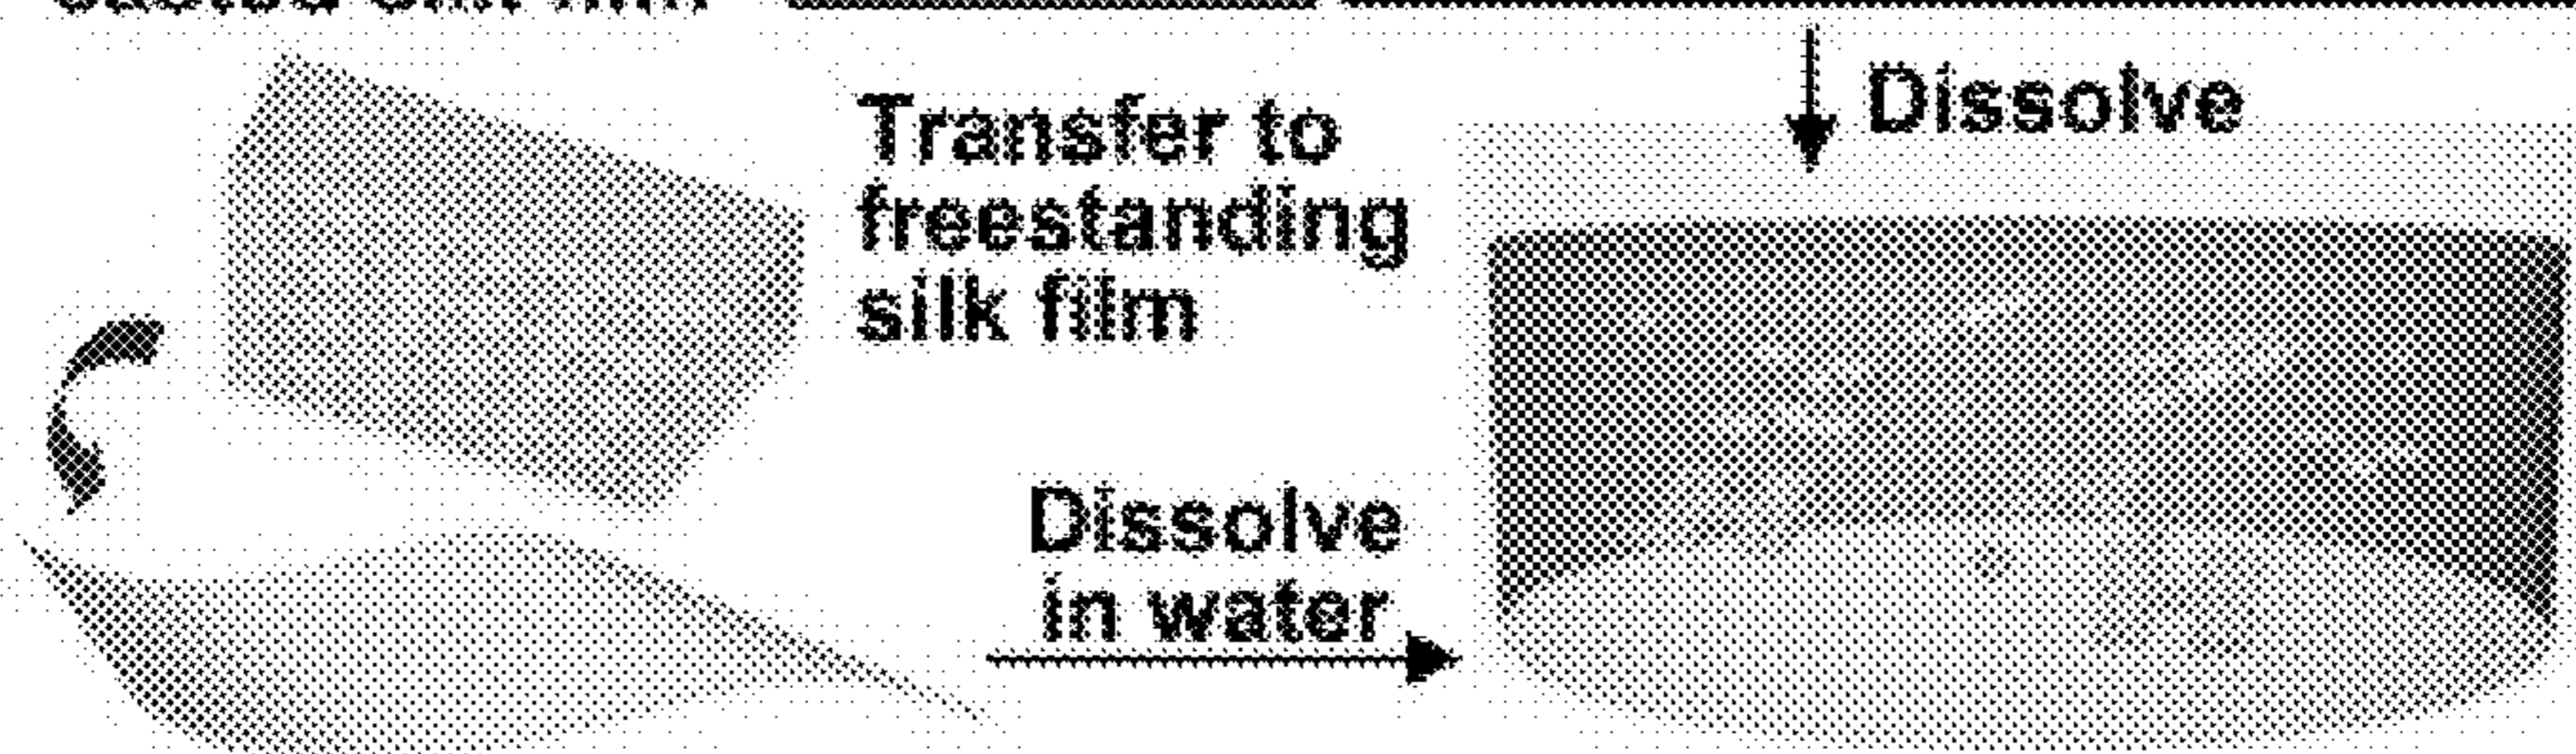 Transfer to
freestanding
silk film
Dissolve
Dissolve
in water